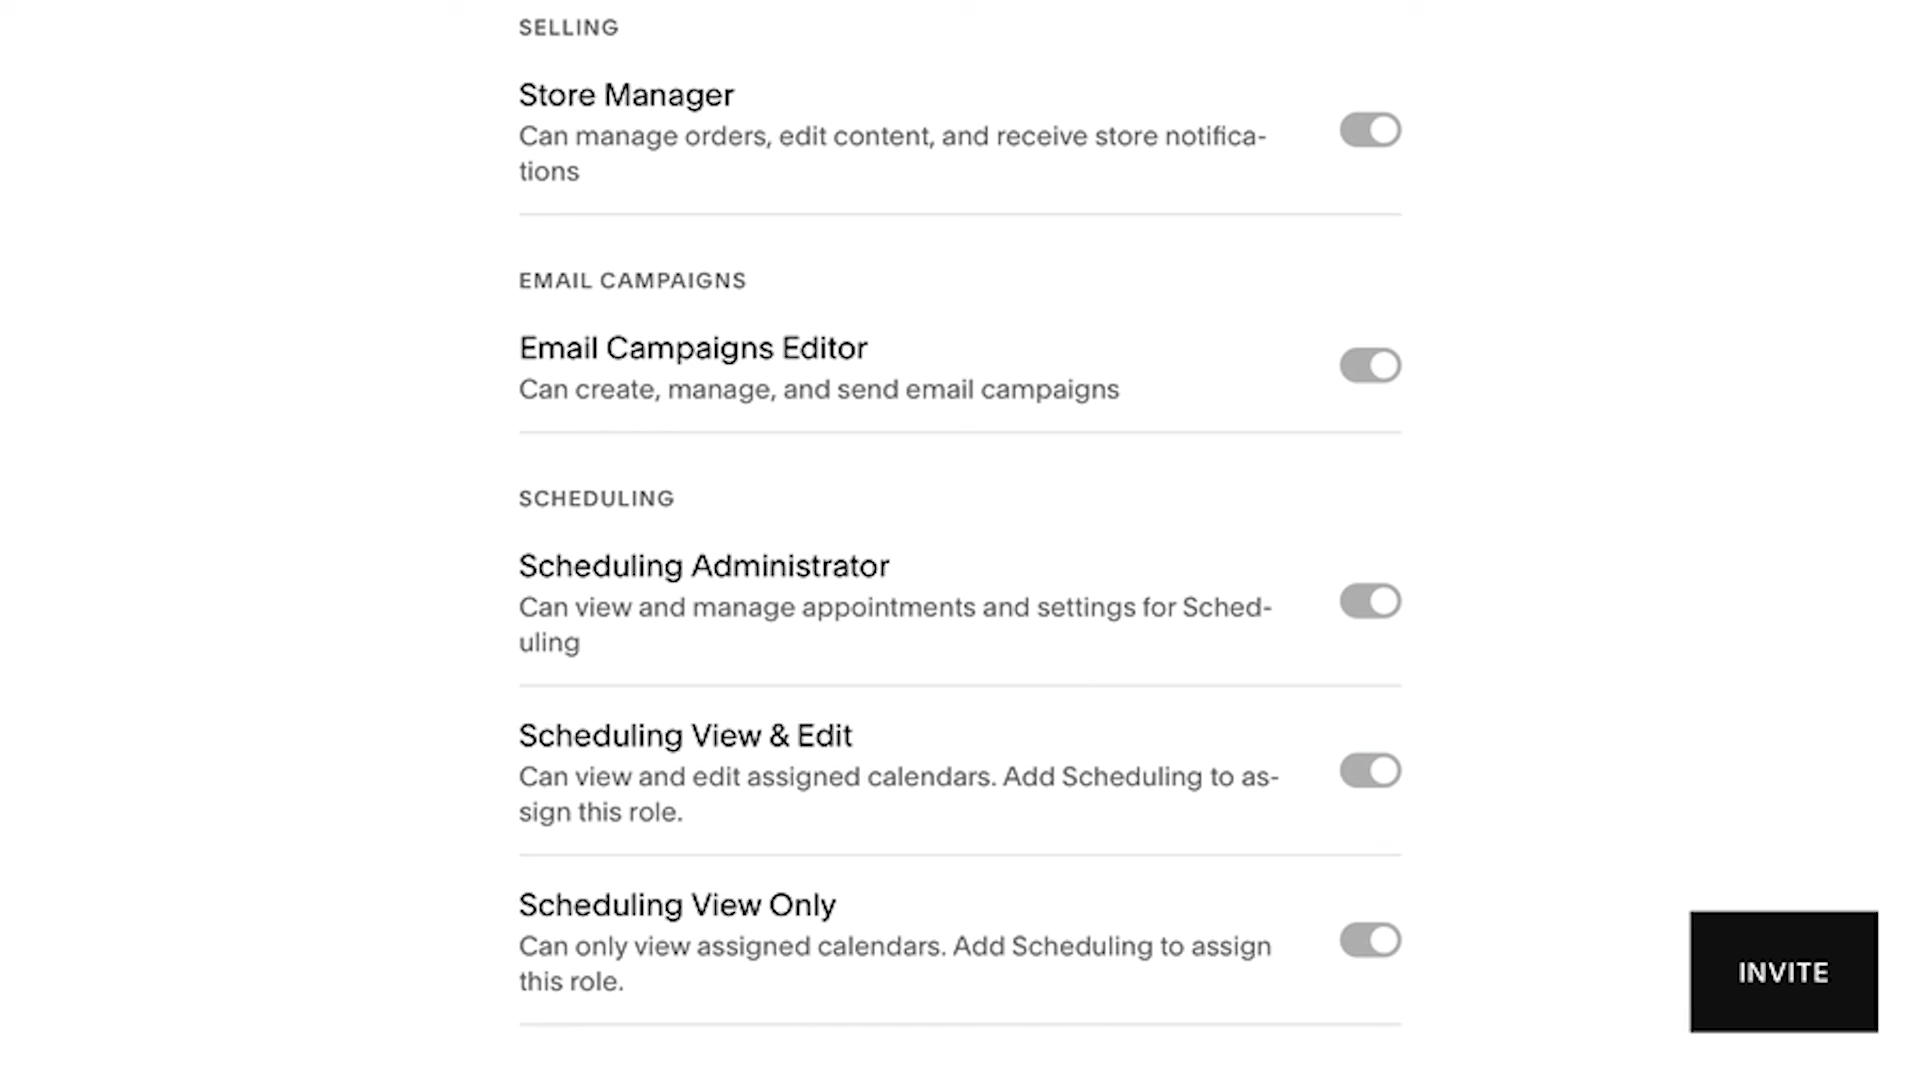 SELLING
Store Manager
Can manage orders, edit content, and receive store notifica-
tions
EMAIL CAMPAIGNS
Email Campaigns Editor
Can create, manage, and send email campaigns
SCHEDULING
Scheduling Administrator
Can view and manage appointments and settings for Sched-
uling
Scheduling View & Edit
Can view and edit assigned calendars. Add Scheduling to as-
sign this role.
Scheduling View Only
Can only view assigned calendars. Add Scheduling to assign
this role.
INVITE